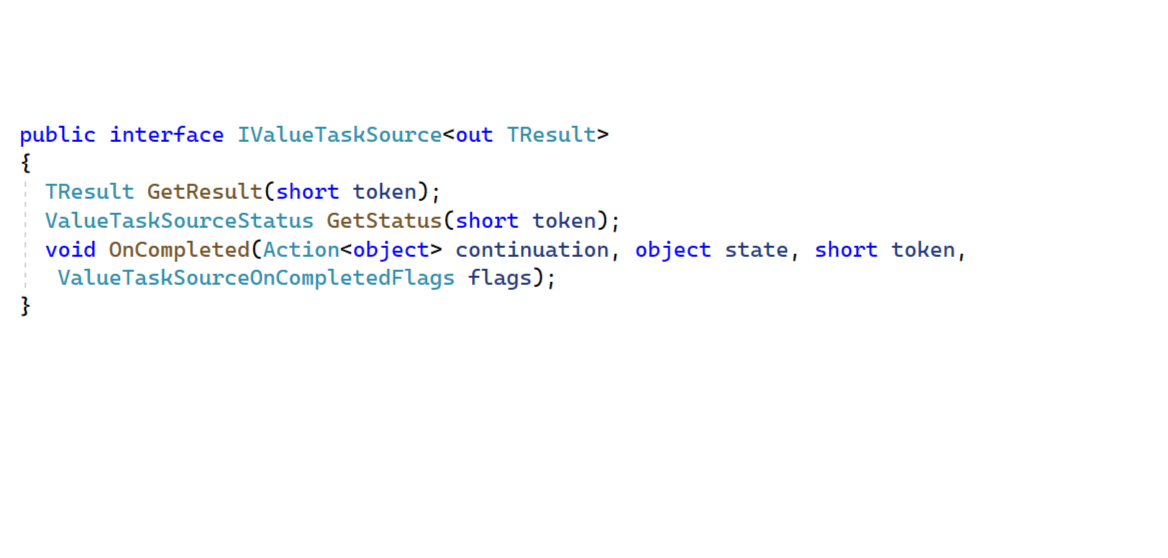 public interface IValueTaskSource<out TResult>
{
TResult GetResult(short token);
ValueTaskSourceStatus GetStatus(short token);
void OnCompleted(Action<object> continuation, object state, short token,
ValueTaskSourceOnCompletedFlags flags);
}